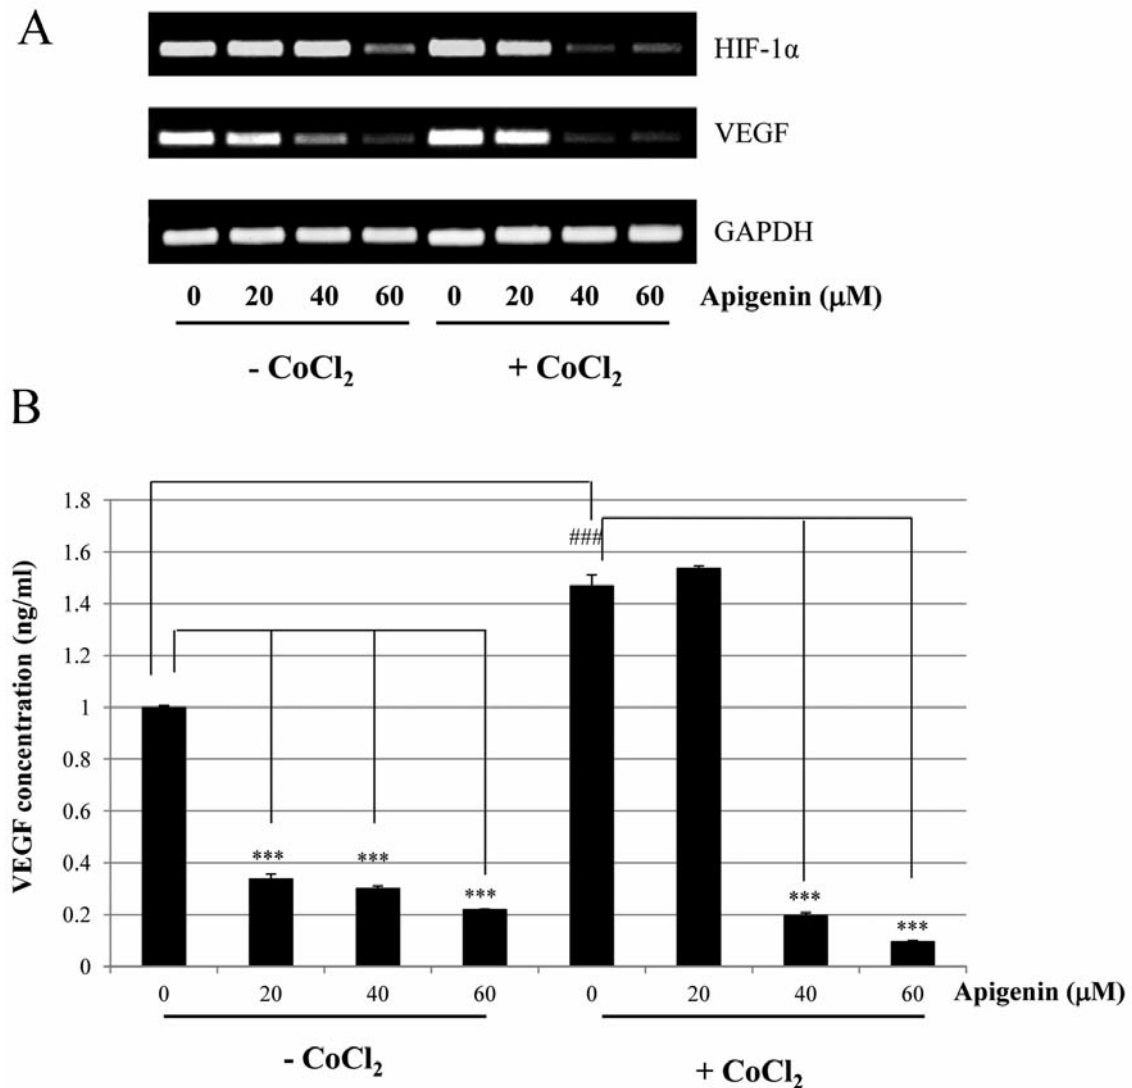 A
HIF-1α
VEGF
GAPDH
0 20 40 60 0 20 40 60 Apigenin (μM)
- CoCl₂ + CoCl₂
B
VEGF concentration (ng/ml)
1.8
1.6
1.4
1.2
1
0.8
0.6
0.4
0.2
0
###
*** *** *** *** ***
0 20 40 60 0 20 40 60 Apigenin (μM)
- CoCl₂ + CoCl₂